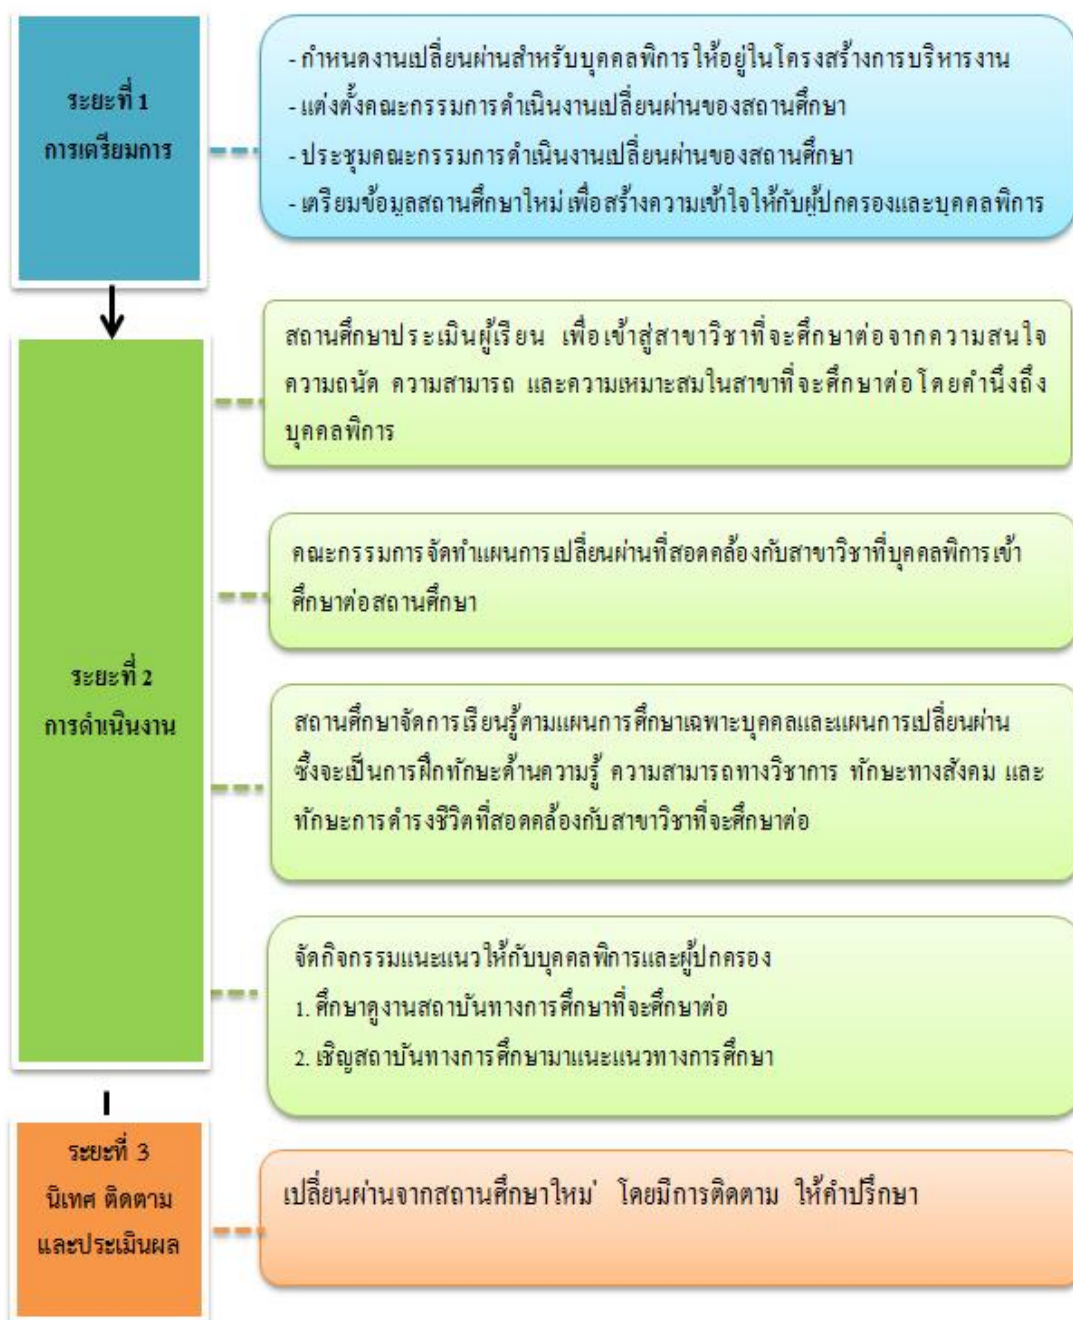 ระยะที่ 1
การเตรียมการ
- กำหนดงานเปลี่ยนผ่านสำหรับบุคคลพิการให้อยู่ในโครงสร้างการบริหารงาน
- แต่งตั้งคณะกรรมการดำเนินงานเปลี่ยนผ่านของสถานศึกษา
- ประชุมคณะกรรมการดำเนินงานเปลี่ยนผ่านของสถานศึกษา
- เตรียมข้อมูลสถานศึกษาใหม่ เพื่อสร้างความเข้าใจให้กับผู้ปกครองและบุคคลพิการ
ระยะที่ 2
การดำเนินงาน
สถานศึกษาประเมินผู้เรียน เพื่อเข้าสู่สาขาวิชาที่จะศึกษาต่อจากความสนใจ
ความถนัด ความสามารถ และความเหมาะสมในสาขาที่จะศึกษาต่อ โดยคำนึงถึง
บุคคลพิการ
คณะกรรมการจัดทำแผนการเปลี่ยนผ่านที่สอดคล้องกับสาขาวิชาที่บุคคลพิการเข้า
ศึกษาต่อสถานศึกษา
สถานศึกษาจัดการเรียนรู้ตามแผนการศึกษาเฉพาะบุคคลและแผนการเปลี่ยนผ่าน
ซึ่งจะเป็นการฝึกทักษะด้านความรู้ ความสามารถทางวิชาการ ทักษะทางสังคม และ
ทักษะการดำรงชีวิตที่สอดคล้องกับสาขาวิชาที่จะศึกษาต่อ
จัดกิจกรรมแนะแนวให้กับบุคคลพิการและผู้ปกครอง
1. ศึกษาดูงานสถาบันทางการศึกษาที่จะศึกษาต่อ
2. เชิญสถาบันทางการศึกษามาแนะแนวทางการศึกษา
ระยะที่ 3
นิเทศ ติดตาม
และประเมินผล
เปลี่ยนผ่านจากสถานศึกษาใหม่ โดยมีการติดตาม ให้คำปรึกษา